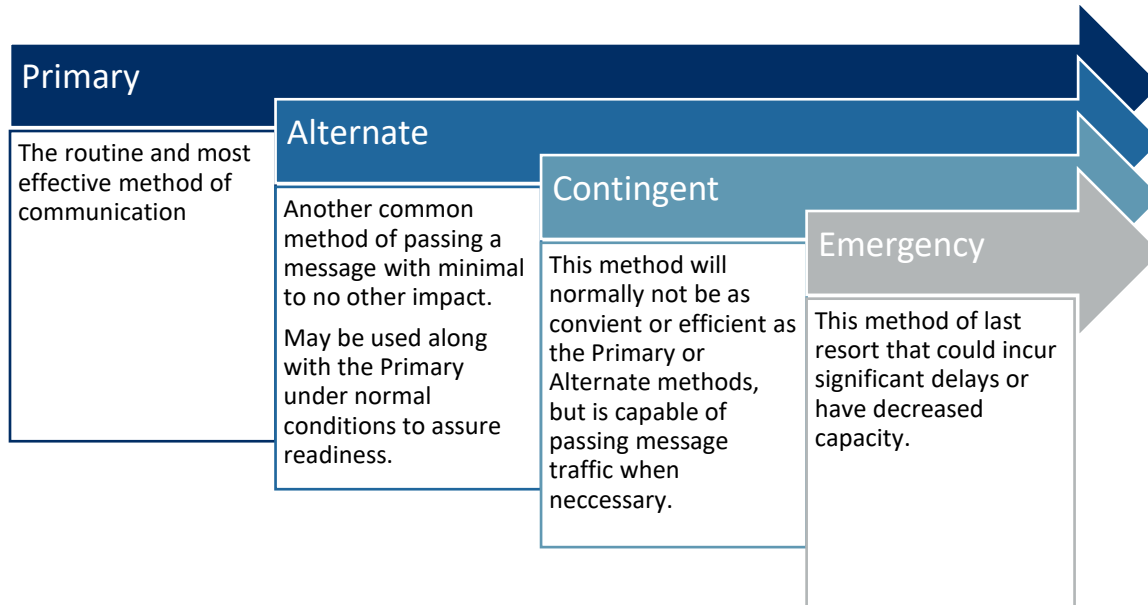 Primary
The routine and most
effective method of
communication
Alternate
Another common
method of passing a
message with minimal
to no other impact.
May be used along
with the Primary
under normal
conditions to assure
readiness.
Contingent
This method will
normally not be as
convient or efficient as
the Primary or
Alternate methods,
but is capable of
passing message
traffic when
neccessary.
Emergency
This method of last
resort that could incur
significant delays or
have decreased
capacity.